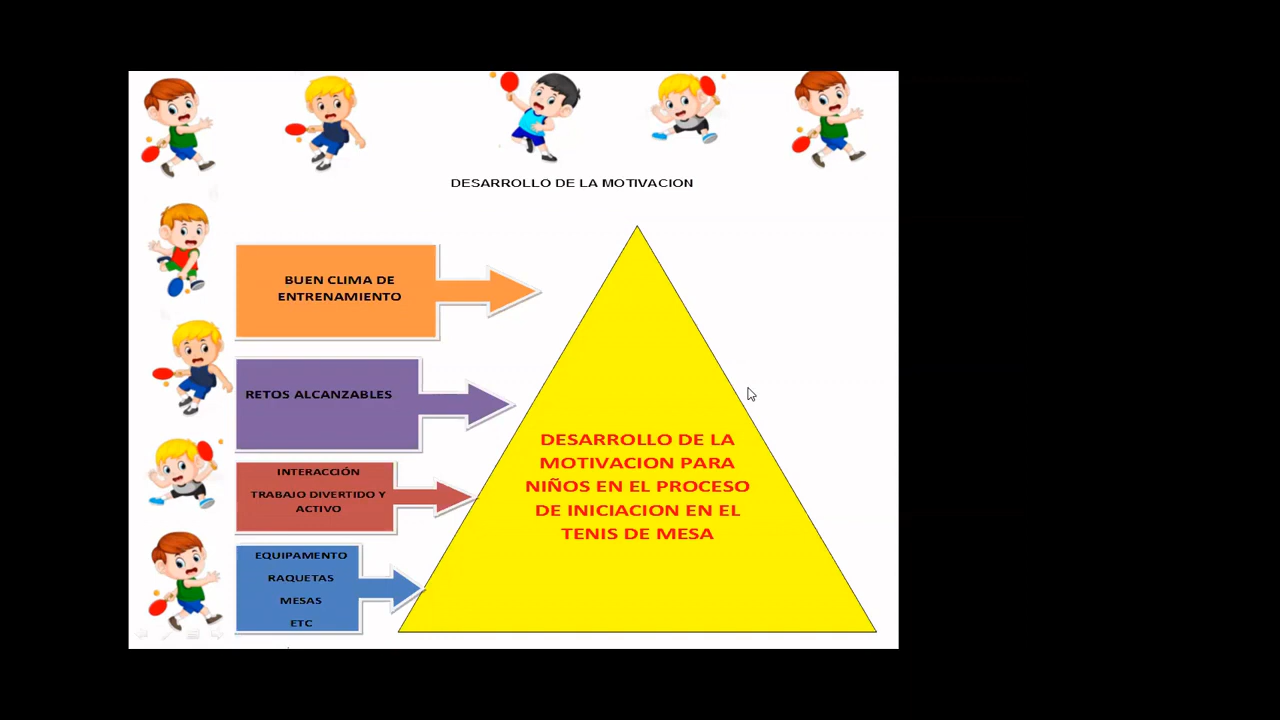 DESARROLLO DE LA MOTIVACION
BUEN CLIMA DE
ENTRENAMIENTO
RETOS ALCANZABLES
INTERACCIÓN
TRABAJO DIVERTIDO Y
ACTIVO
EQUIPAMENTO
RAQUETAS
MESAS
ETC
DESARROLLO DE LA
MOTIVACION PARA
NIÑOS EN EL PROCESO
DE INICIACION EN EL
TENIS DE MESA